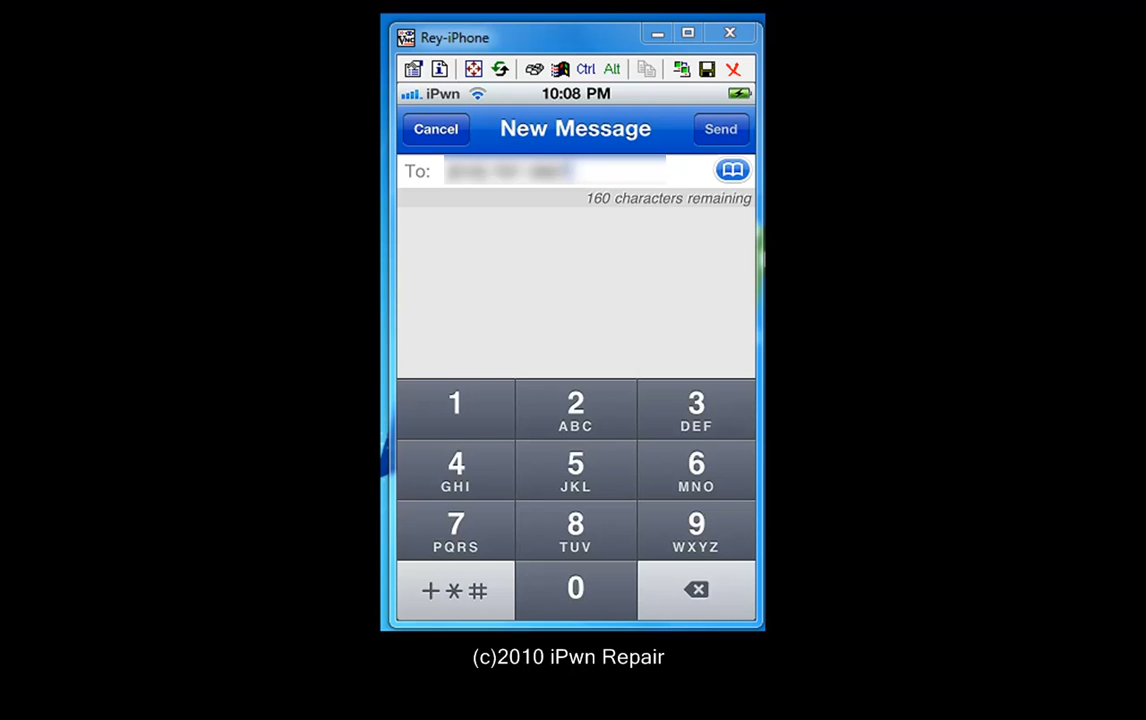 Rey-iPhone
Ctrl Alt
iPwn 10:08 PM
Cancel New Message Send
To:
160 characters remaining
1 2 3
ABC DEF
4 5 6
GHI JKL MNO
7 8 9
PQRS TUV WXYZ
+*# 0
(c)2010 iPwn Repair